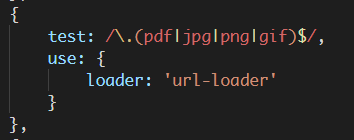 {
test: /\.(pdf|jpg|png|gif)$/,
use: {
loader: 'url-loader'
}
},